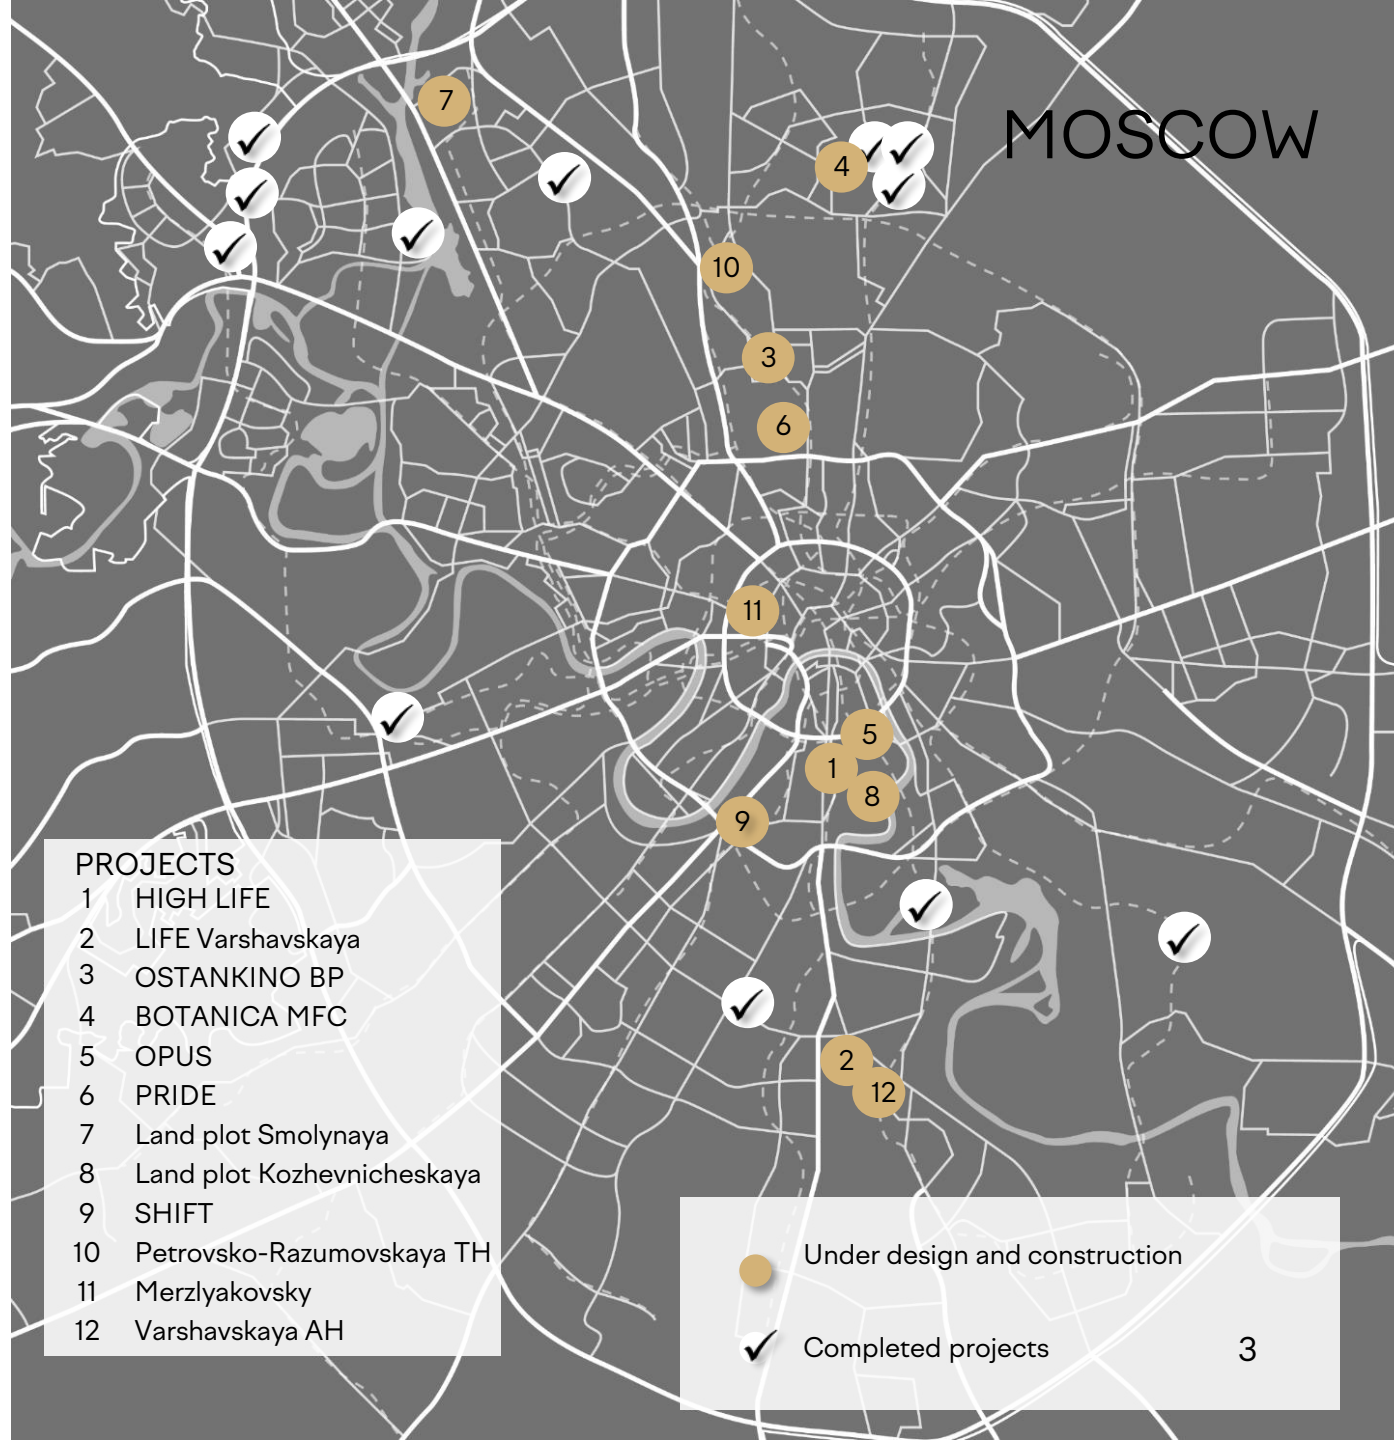 MOSCOW
7
4
10
3
6
11
5
1
8
9
2
12
PROJECTS
1 HIGH LIFE
2 LIFE Varshavskaya
3 OSTANKINO BP
4 BOTANICA MFC
5 OPUS
6 PRIDE
7 Land plot Smolynaya
8 Land plot Kozhevnicheskaya
9 SHIFT
10 Petrovsko-Razumovskaya TH
11 Merzlyakovsky
12 Varshavskaya AH
Under design and construction
Completed projects 3